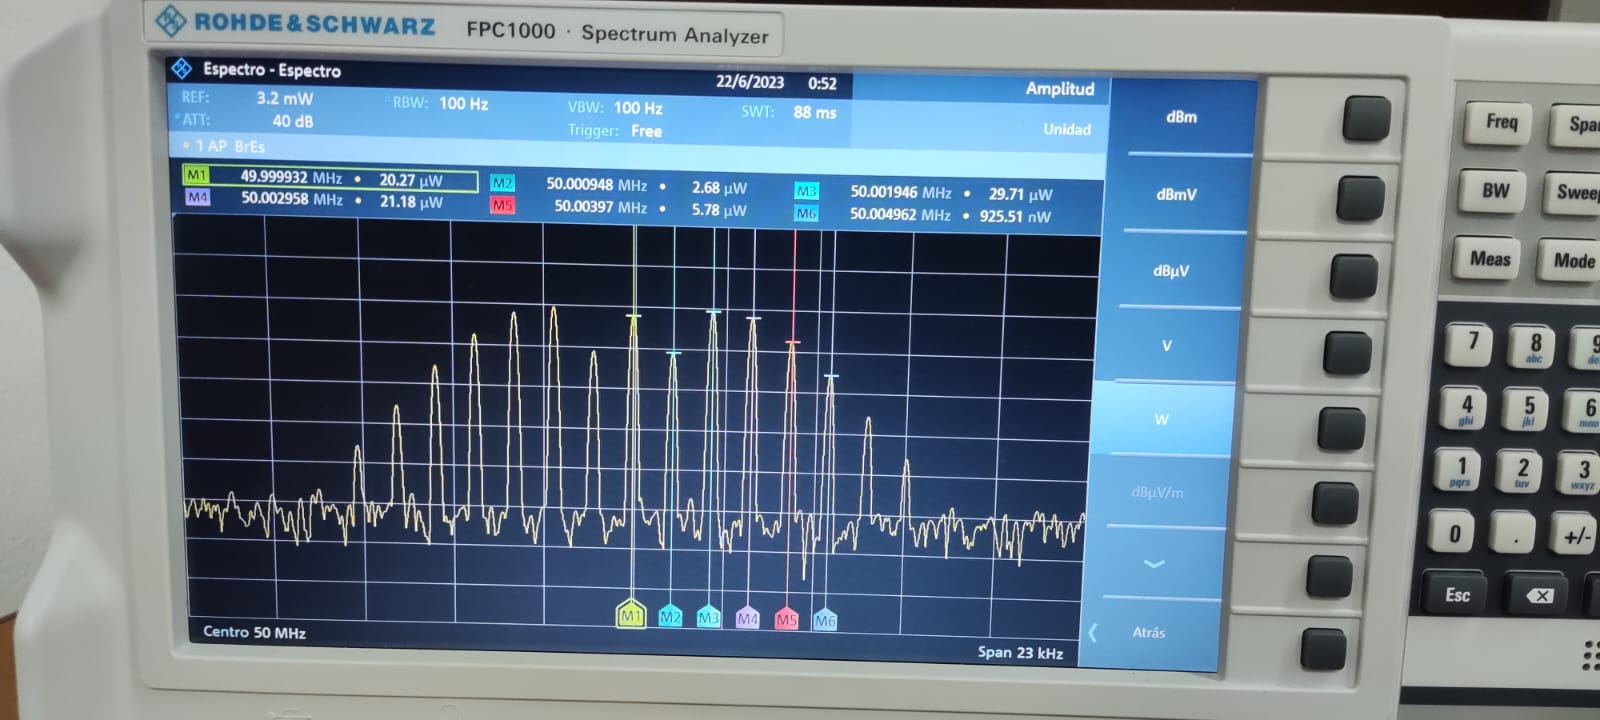 ROHDE&SCHWARZ FPC1000 · Spectrum Analyzer
Espectro - Espectro 22/6/2023 0:52 Amplitud
REF: 3.2 mW RBW: 100 Hz VBW: 100 Hz SWT: 88 ms
ATT: 40 dB Trigger: Free Unidad
1 AP BrEs
M1 49.999932 MHz • 20.27 µW M2 50.000948 MHz • 2.68 µW M3 50.001946 MHz • 29.71 µW
M4 50.002958 MHz • 21.18 µW M5 50.00397 MHz • 5.78 µW M6 50.004962 MHz • 925.51 nW
M1 M2 M3 M4 M5 M6
Centro 50 MHz Span 23 kHz
dBm
dBmV
dBµV
V
W
dBµV/m
Atrás
Freq
BW Swee
Meas Mode
7 8 abc 9
4 ghi 5 jkl 6 mno
1 pqrs 2 tuv 3 wxyz
0 . +/-
Esc